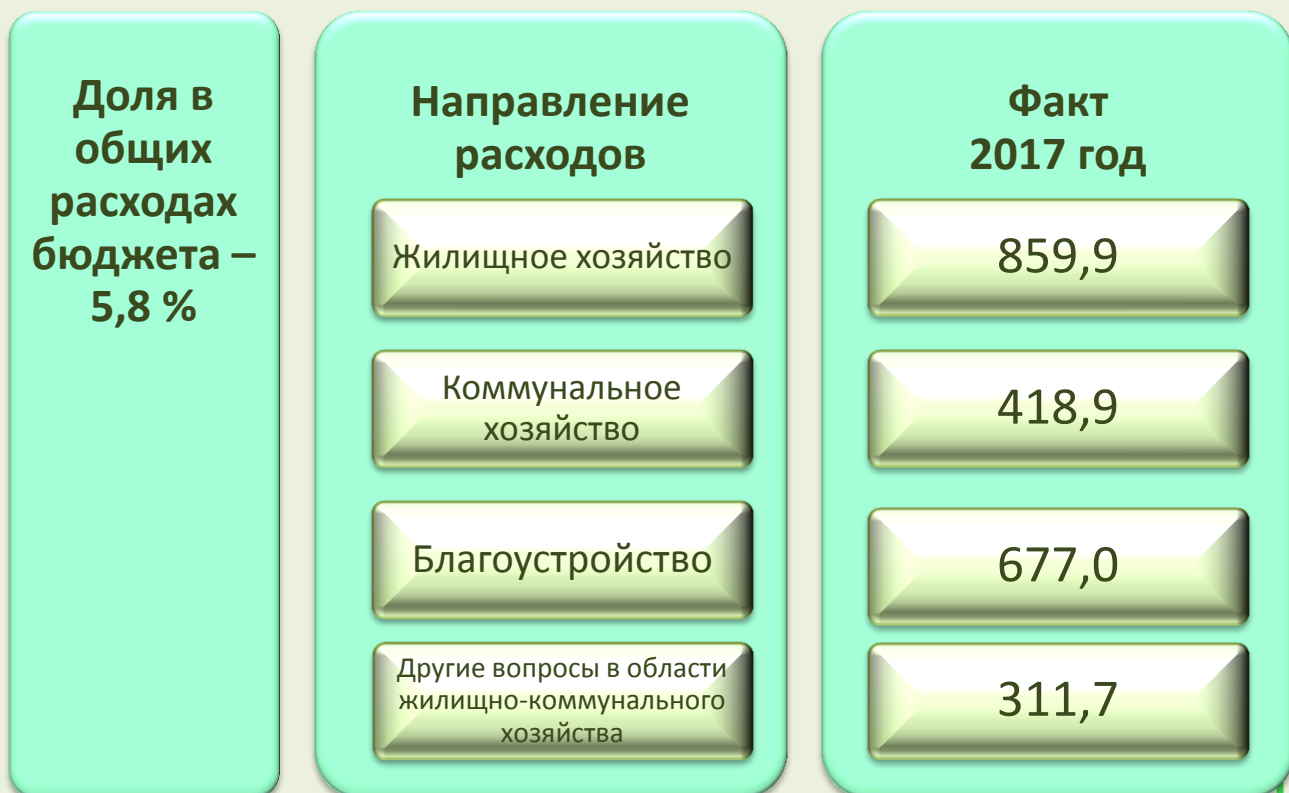 Доля в
общих
расходах
бюджета –
5,8 %
Направление
расходов
Жилищное хозяйство
Коммунальное
хозяйство
Благоустройство
Другие вопросы в области
жилищно-коммунального
хозяйства
Факт
2017 год
859,9
418,9
677,0
311,7